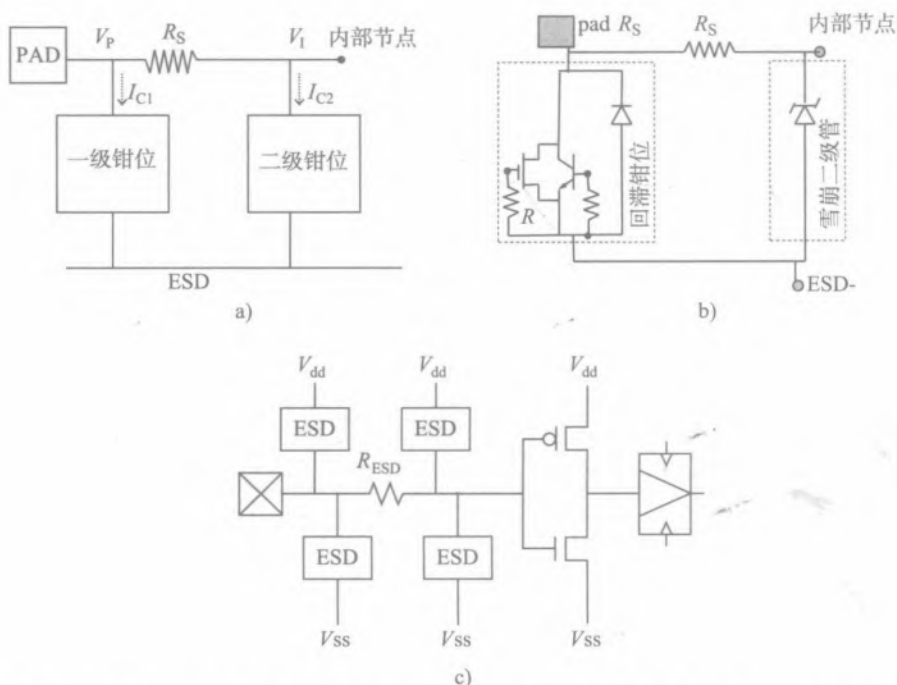 PAD
V_P
R_S
V_I
内部节点
I_C1
I_C2
一级钳位
二级钳位
ESD
a)
pad R_S
R_S
内部节点
R
回滞钳位
雪崩二级管
ESD-
b)
V_dd
V_dd
V_dd
ESD
ESD
R_ESD
ESD
ESD
V_SS
V_SS
V_SS
c)